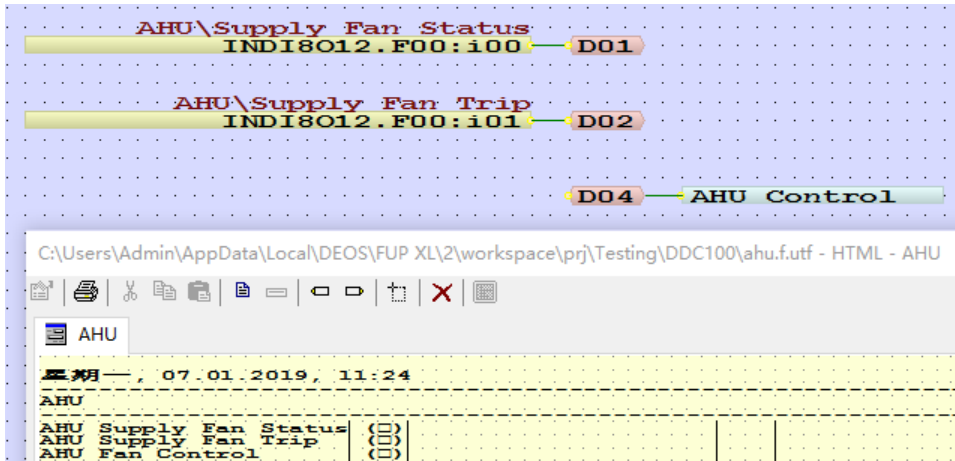 AHU\Supply Fan Status
INDI8O12.F00:i00 D01
AHU\Supply Fan Trip
INDI8O12.F00:i01 D02
D04 AHU Control
C:\Users\Admin\AppData\Local\DEOS\FUP XL\2\workspace\prj\Testing\DDC100\ahu.f.utf - HTML - AHU
AHU
星期一, 07.01.2019, 11:24
AHU
AHU Supply Fan Status (□)
AHU Supply Fan Trip (□)
AHU Fan Control (□)